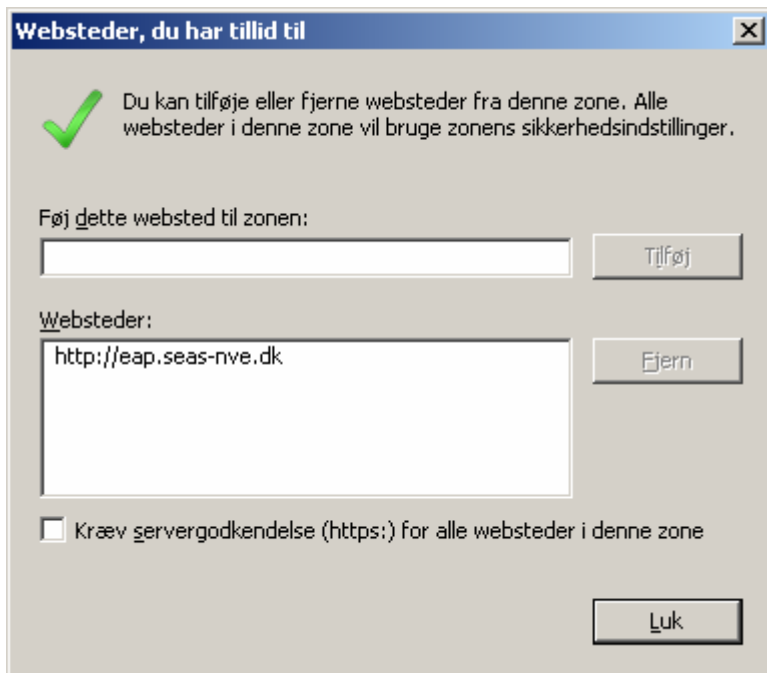 Websteder, du har tillid til
Du kan tilføje eller fjerne websteder fra denne zone. Alle
websteder i denne zone vil bruge zonens sikkerhedsindstillinger.
Føj dette websted til zonen:
Tilføj
Websteder:
http://eap.seas-nve.dk
Fjern
Kræv servergodkendelse (https:) for alle websteder i denne zone
Luk